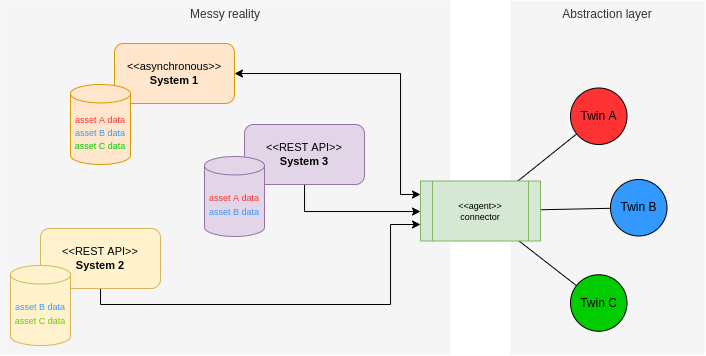 Messy reality
Abstraction layer
<<asynchronous>>
System 1
asset A data
asset B data
asset C data
<<REST API>>
System 3
asset A data
asset B data
<<REST API>>
System 2
asset B data
asset C data
<<agent>>
connector
Twin A
Twin B
Twin C